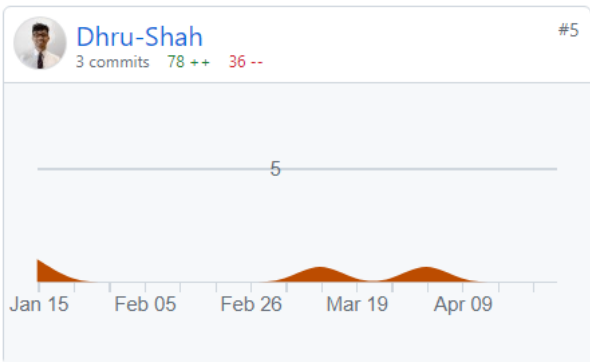 Dhru-Shah
#5
3 commits 78 ++ 36 --
5
Jan 15 Feb 05 Feb 26 Mar 19 Apr 09